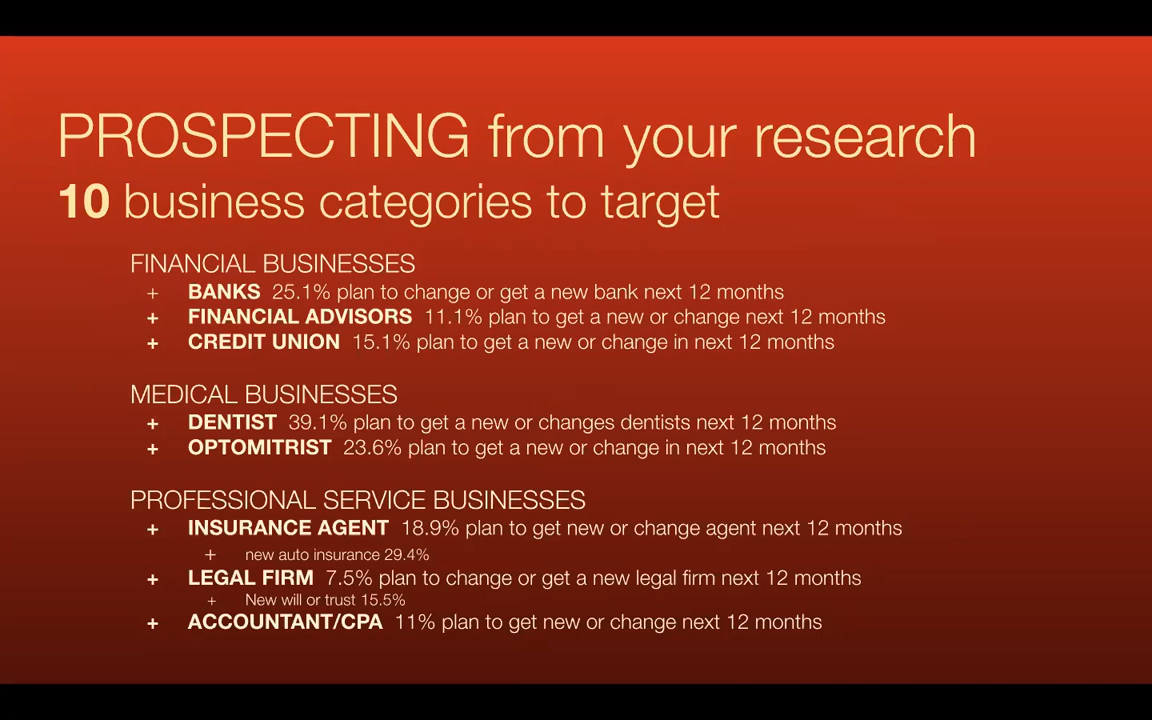 PROSPECTING from your research
10 business categories to target
FINANCIAL BUSINESSES
+ BANKS 25.1% plan to change or get a new bank next 12 months
+ FINANCIAL ADVISORS 11.1% plan to get a new or change next 12 months
+ CREDIT UNION 15.1% plan to get a new or change in next 12 months
MEDICAL BUSINESSES
+ DENTIST 39.1% plan to get a new or changes dentists next 12 months
+ OPTOMITRIST 23.6% plan to get a new or change in next 12 months
PROFESSIONAL SERVICE BUSINESSES
+ INSURANCE AGENT 18.9% plan to get new or change agent next 12 months
+ new auto insurance 29.4%
+ LEGAL FIRM 7.5% plan to change or get a new legal firm next 12 months
+ New will or trust 15.5%
+ ACCOUNTANT/CPA 11% plan to get new or change next 12 months